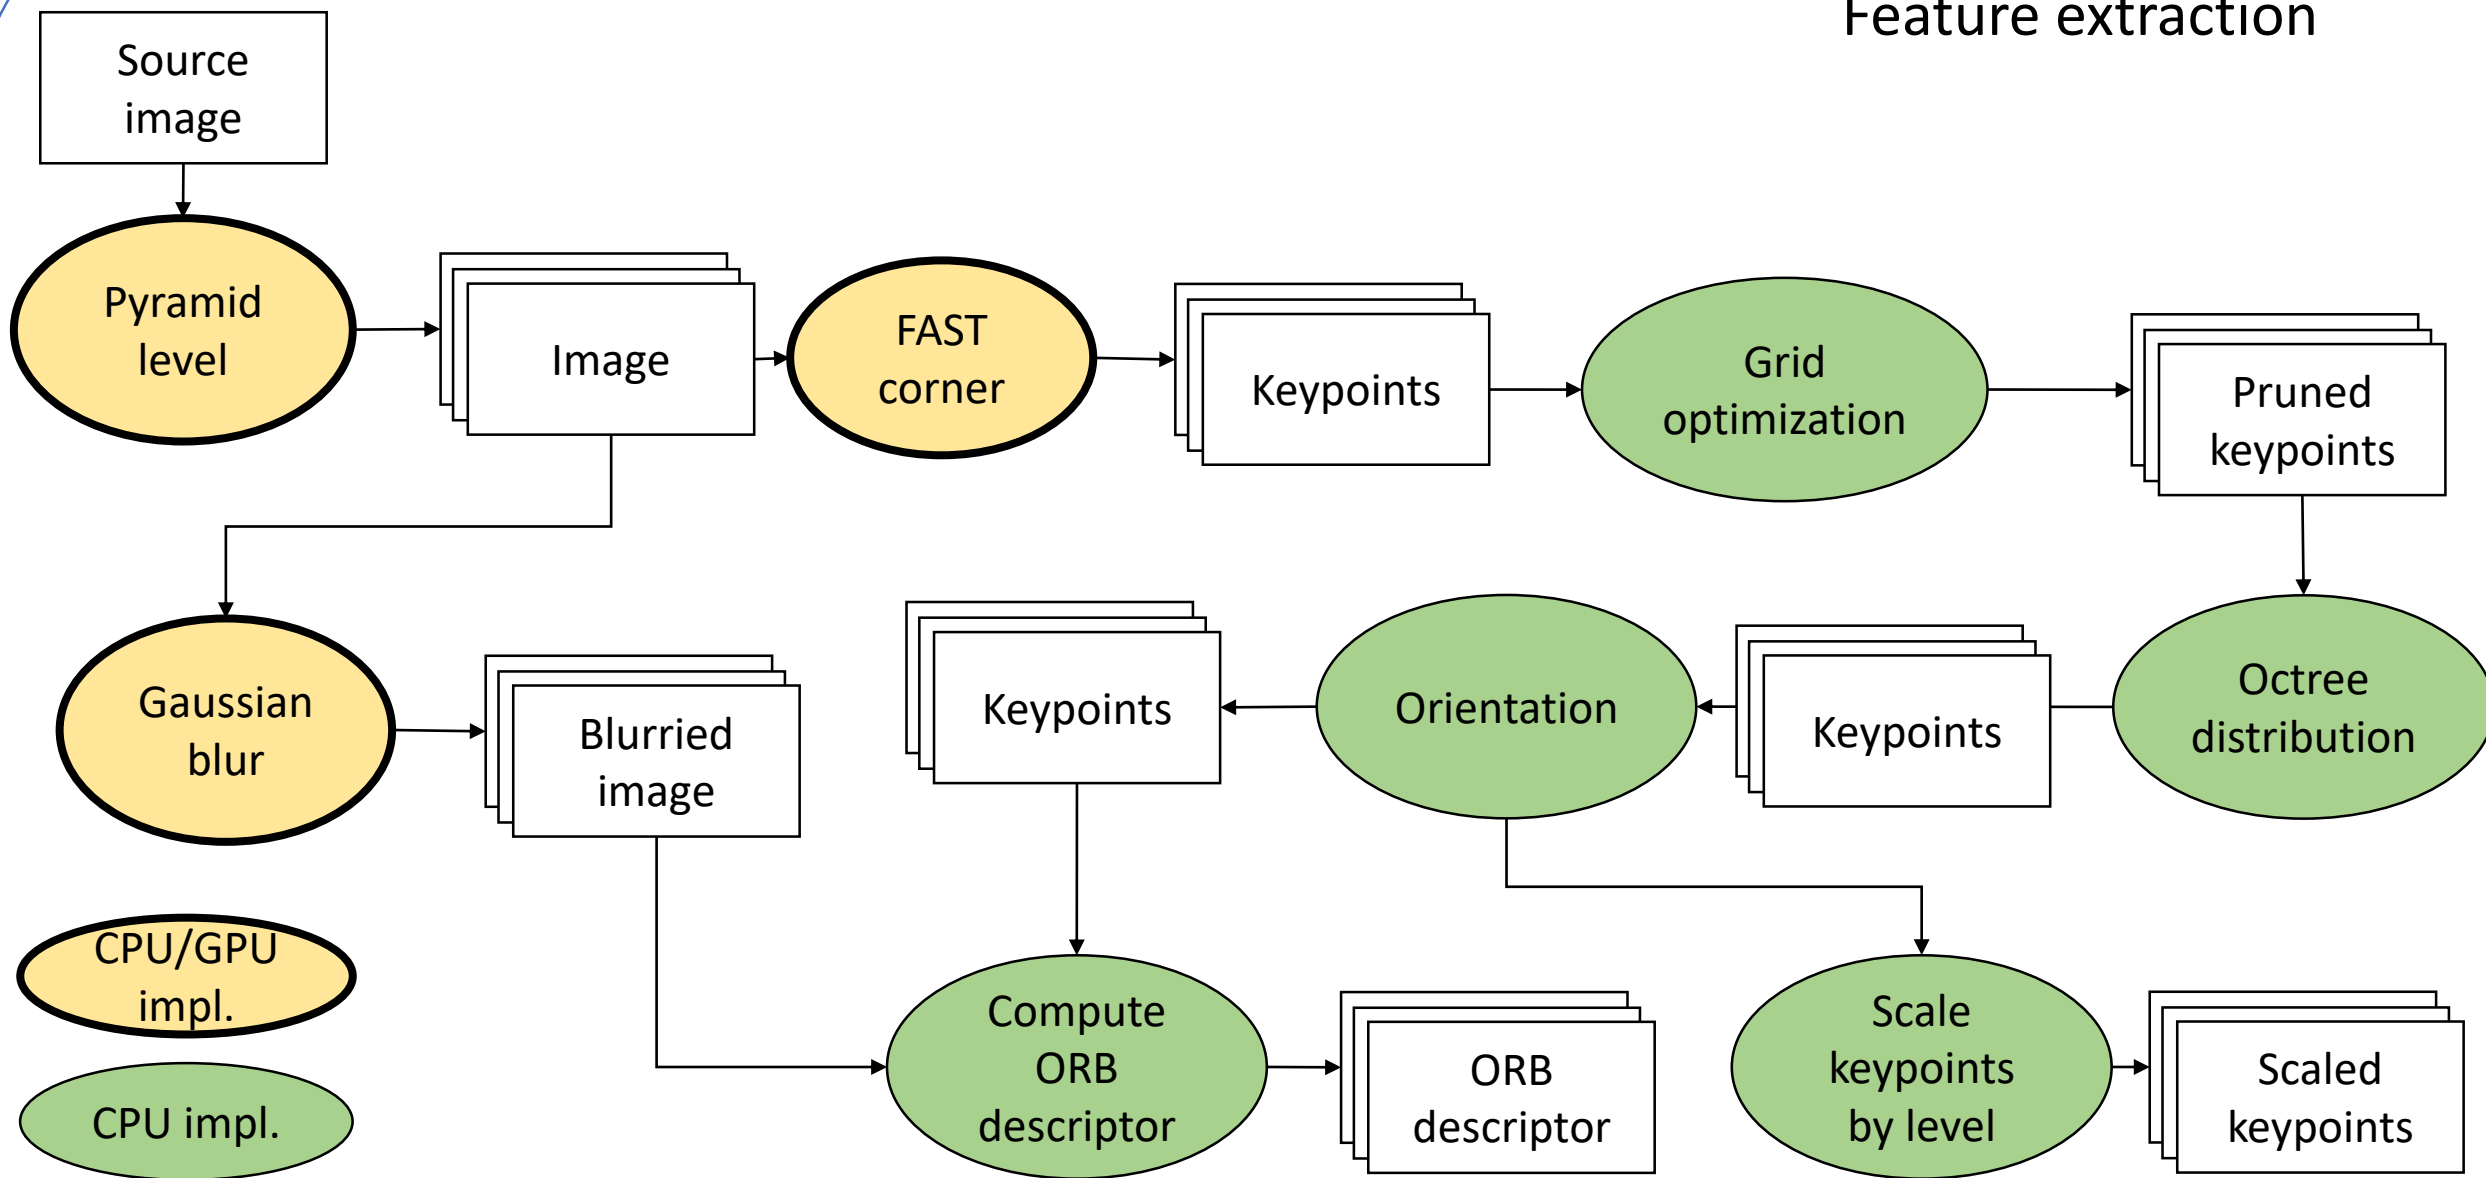 Feature extraction
Source
image
Pyramid
level
Image
FAST
corner
Keypoints
Grid
optimization
Pruned
keypoints
Gaussian
blur
Blurried
image
Keypoints
Orientation
Keypoints
Octree
distribution
CPU/GPU
impl.
CPU impl.
Compute
ORB
descriptor
ORB
descriptor
Scale
keypoints
by level
Scaled
keypoints